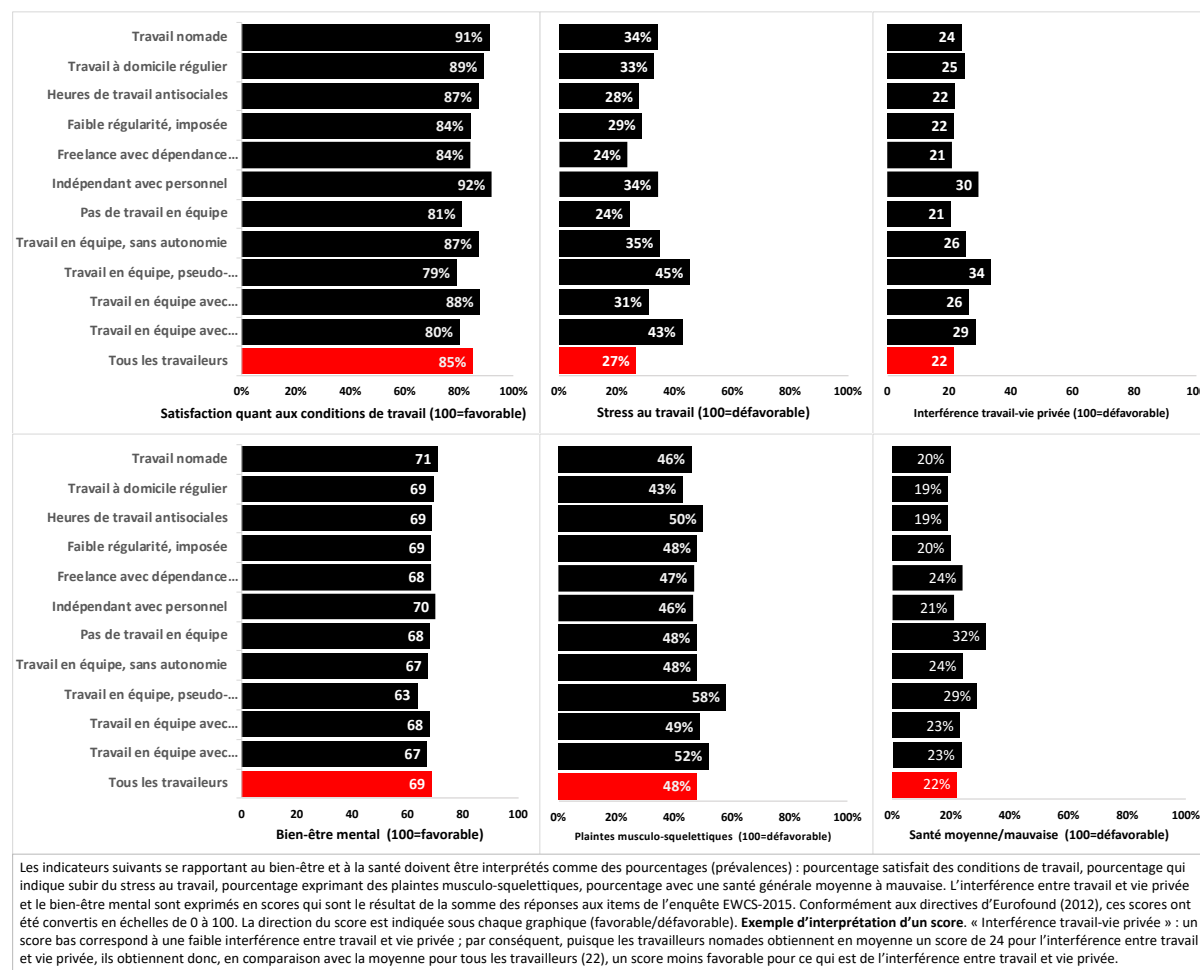 Travail nomade 91% 34% 24
Travail à domicile régulier 89% 33% 25
Heures de travail antisociales 87% 28% 22
Faible régularité, imposée 84% 29% 22
Freelance avec dépendance… 84% 24% 21
Indépendant avec personnel 92% 34% 30
Pas de travail en équipe 81% 24% 21
Travail en équipe, sans autonomie 87% 35% 26
Travail en équipe, pseudo-… 79% 45% 34
Travail en équipe avec… 88% 31% 26
Travail en équipe avec… 80% 43% 29
Tous les travaileurs 85% 27% 22
0% 20% 40% 60% 80% 100% 0% 20% 40% 60% 80% 100% 0 20 40 60 80 100
Satisfaction quant aux conditions de travail (100=favorable) Stress au travail (100=défavorable) Interférence travail-vie privée (100=défavorable)
Travail nomade 71 46% 20%
Travail à domicile régulier 69 43% 19%
Heures de travail antisociales 69 50% 19%
Faible régularité, imposée 69 48% 20%
Freelance avec dépendance… 68 47% 24%
Indépendant avec personnel 70 46% 21%
Pas de travail en équipe 68 48% 32%
Travail en équipe, sans autonomie 67 48% 24%
Travail en équipe, pseudo-… 63 58% 29%
Travail en équipe avec… 68 49% 23%
Travail en équipe avec… 67 52% 23%
Tous les travaileurs 69 48% 22%
0 20 40 60 80 100 0% 20% 40% 60% 80% 100% 0% 20% 40% 60% 80% 100%
Bien-être mental (100=favorable) Plaintes musculo-squelettiques (100=défavorable) Santé moyenne/mauvaise (100=défavorable)
Les indicateurs suivants se rapportant au bien-être et à la santé doivent être interprétés comme des pourcentages (prévalences) : pourcentage satisfait des conditions de travail, pourcentage qui
indique subir du stress au travail, pourcentage exprimant des plaintes musculo-squelettiques, pourcentage avec une santé générale moyenne à mauvaise. L'interférence entre travail et vie privée
et le bien-être mental sont exprimés en scores qui sont le résultat de la somme des réponses aux items de l'enquête EWCS-2015. Conformément aux directives d'Eurofound (2012), ces scores ont
été convertis en échelles de 0 à 100. La direction du score est indiquée sous chaque graphique (favorable/défavorable). Exemple d'interprétation d'un score. « Interférence travail-vie privée » : un
score bas correspond à une faible interférence entre travail et vie privée ; par conséquent, puisque les travailleurs nomades obtiennent en moyenne un score de 24 pour l'interférence entre travail
et vie privée, ils obtiennent donc, en comparaison avec la moyenne pour tous les travailleurs (22), un score moins favorable pour ce qui est de l'interférence entre travail et vie privée.